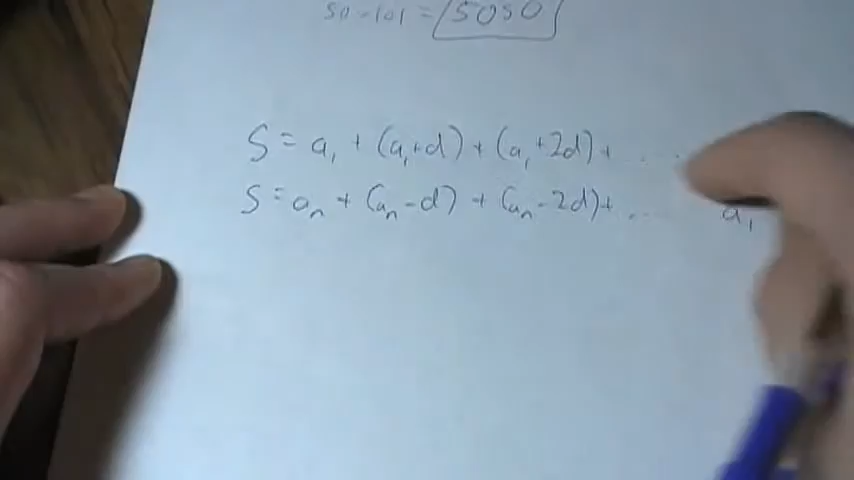 50 - 101 = 5050
S = a₁ + (a₁+d) + (a₁+2d) + ....
S = aₙ + (aₙ-d) + (aₙ-2d) + ... a₁